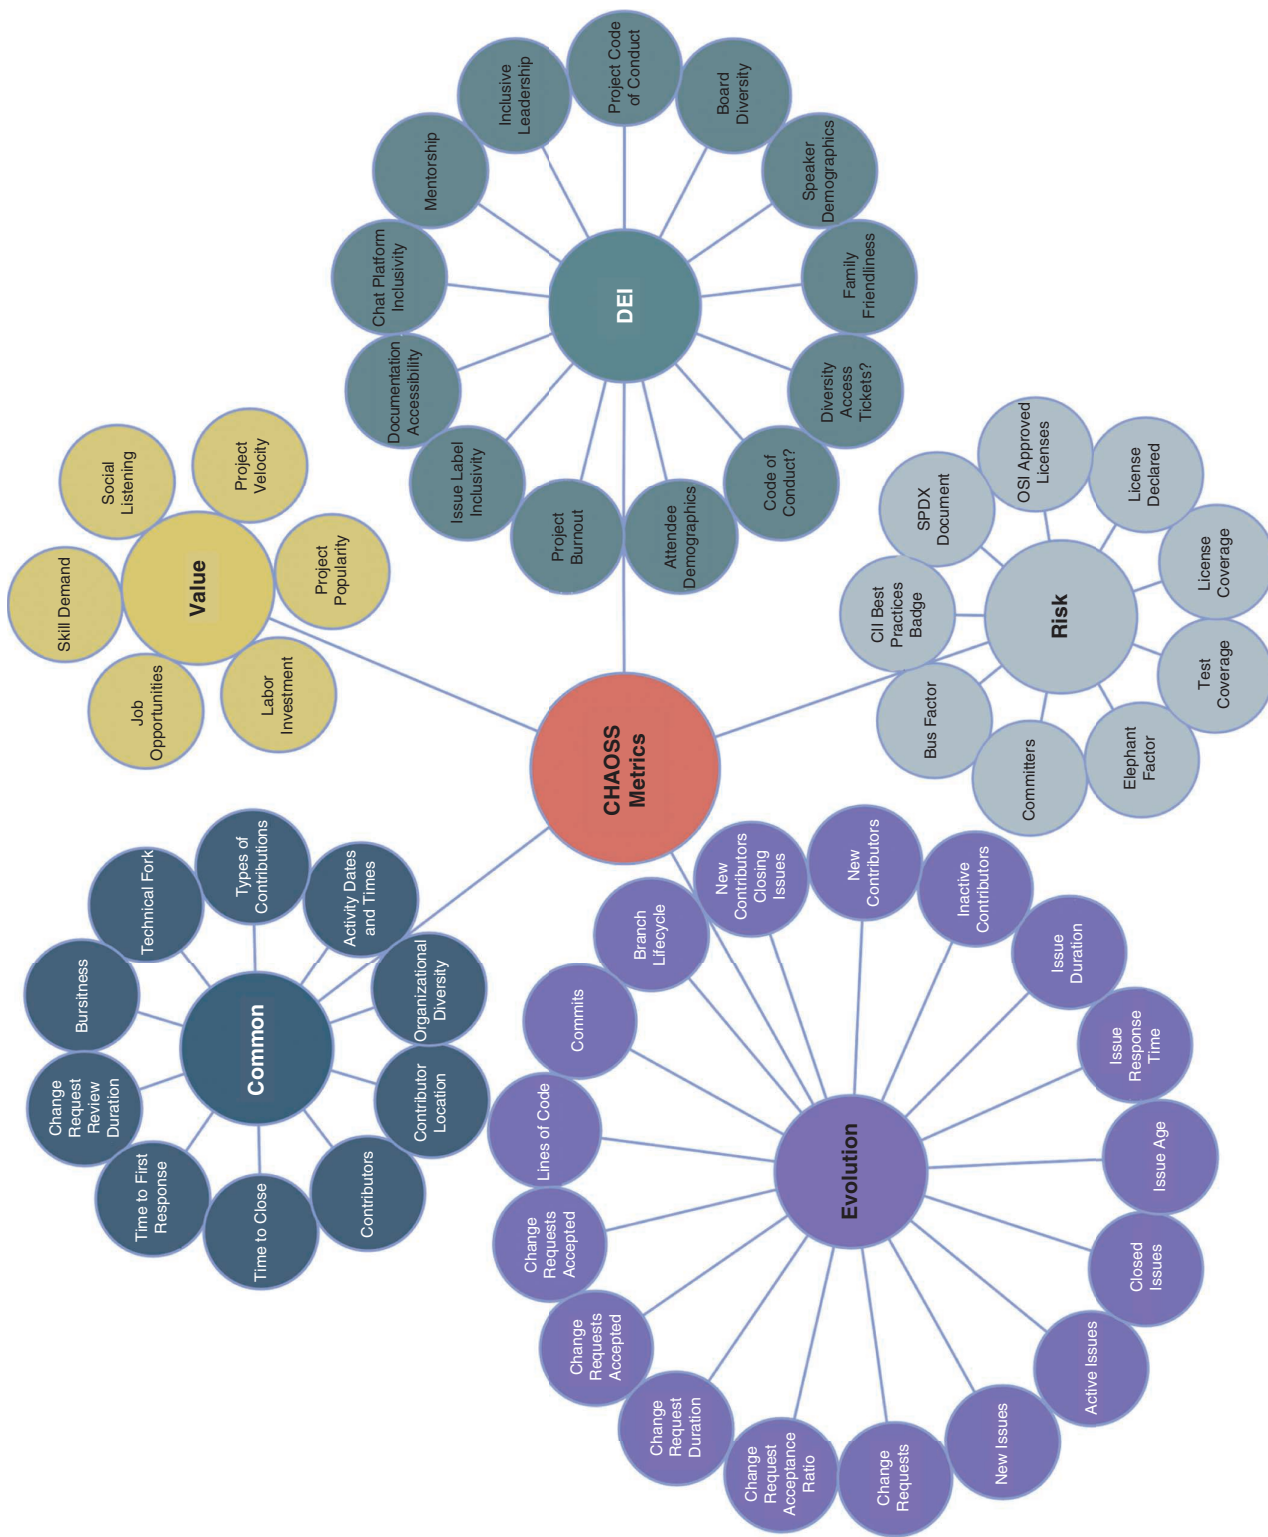 CHAOSS
Metrics
Common
Bursitness
Technical Fork
Types of
Contributions
Activity Dates
and Times
Organizational
Diversity
Contributor
Location
Contributors
Time to Close
Time to First
Response
Change
Request
Review
Duration
Value
Skill Demand
Social
Listening
Project
Velocity
Project
Popularity
Labor
Investment
Job
Opportunities
DEI
Project Code
of Conduct
Board
Diversity
Speaker
Demographics
Family
Friendliness
Diversity
Access
Tickets?
Code of
Conduct?
Attendee
Demographics
Project
Burnout
Issue Label
Inclusivity
Documentation
Accessibility
Chat Platform
Inclusivity
Mentorship
Inclusive
Leadership
Risk
CII Best
Practices
Badge
SPDX
Document
OSI Approved
Licenses
License
Declared
License
Coverage
Test
Coverage
Elephant
Factor
Committers
Bus Factor
Evolution
Branch
Lifecycle
New
Contributors
Closing
Issues
New
Contributors
Inactive
Contributors
Issue
Duration
Issue
Response
Time
Issue Age
Closed
Issues
Active Issues
New Issues
Change
Requests
Change
Request
Acceptance
Ratio
Change
Request
Duration
Change
Requests
Accepted
Change
Requests
Accepted
Lines of Code
Commits